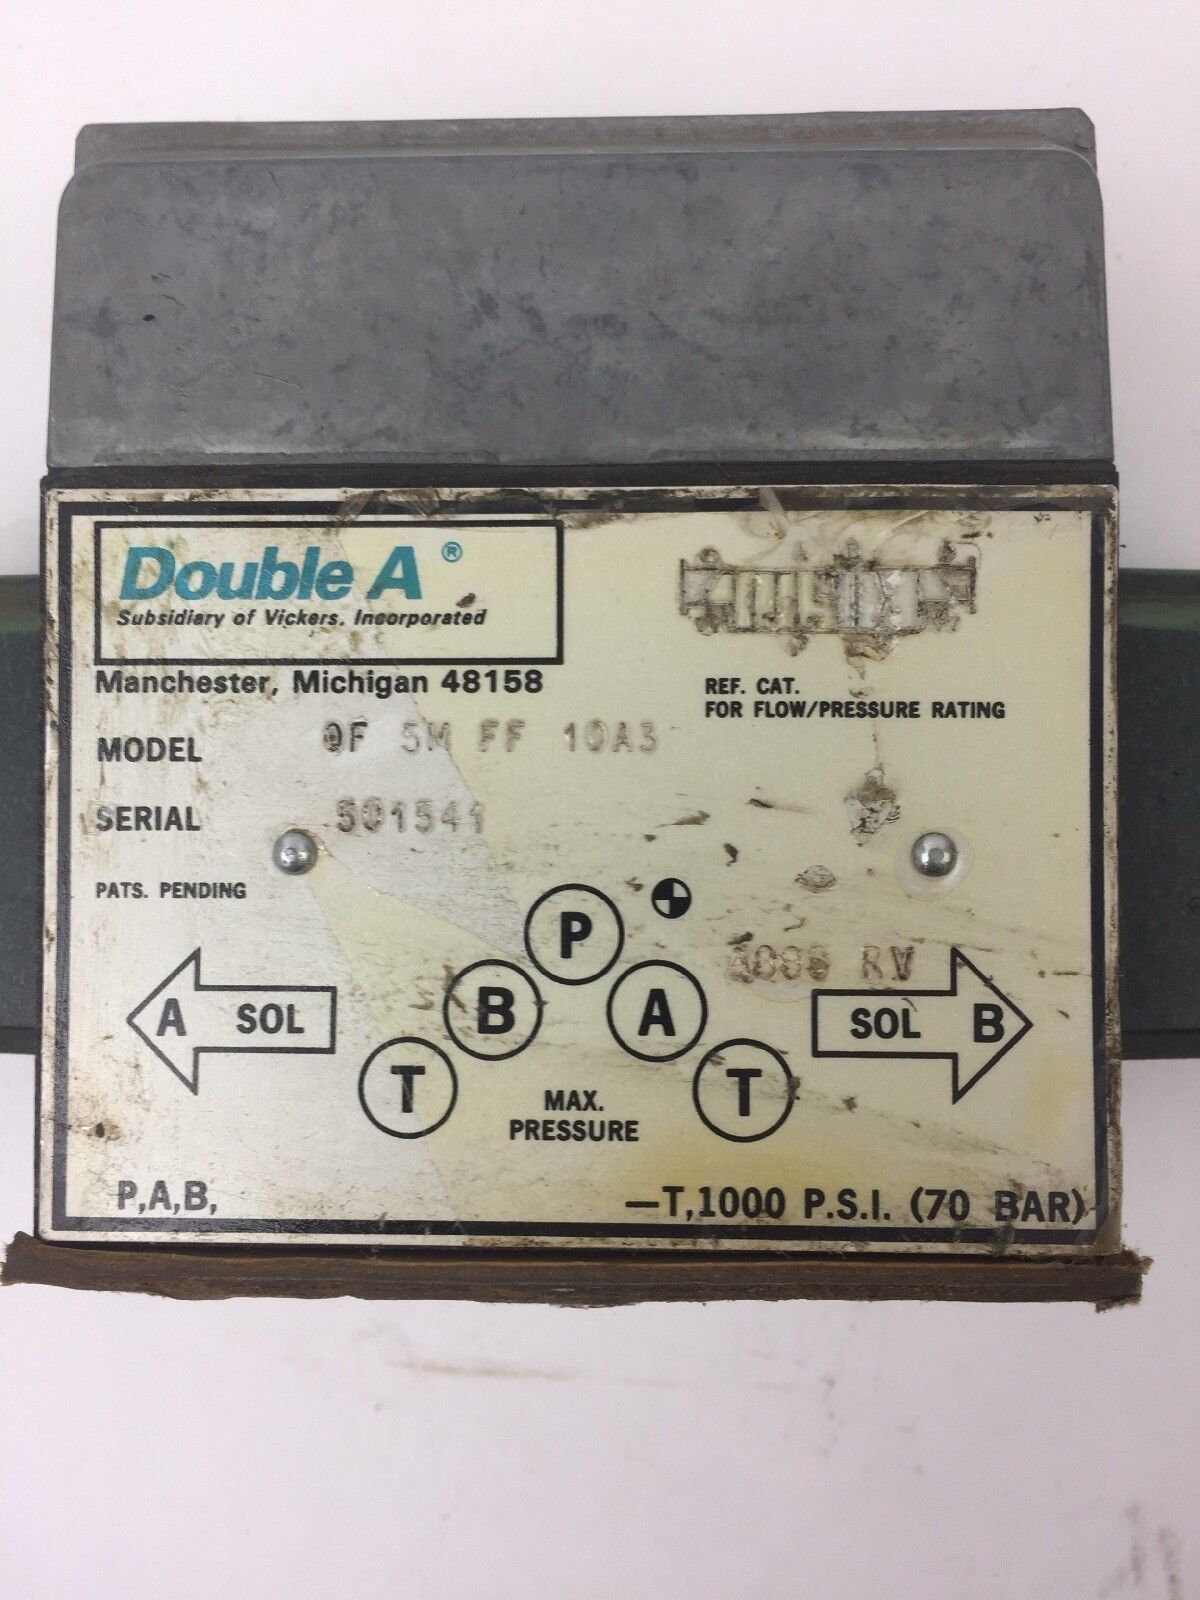 Double A ®
Subsidiary of Vickers, Incorporated
Manchester, Michigan 48158
REF. CAT.
FOR FLOW/PRESSURE RATING
MODEL QF 5M FF 10A3
SERIAL 501541
PATS. PENDING
P
B A
RV
A SOL
SOL B
T T
MAX.
PRESSURE
P,A,B, —T,1000 P.S.I. (70 BAR)